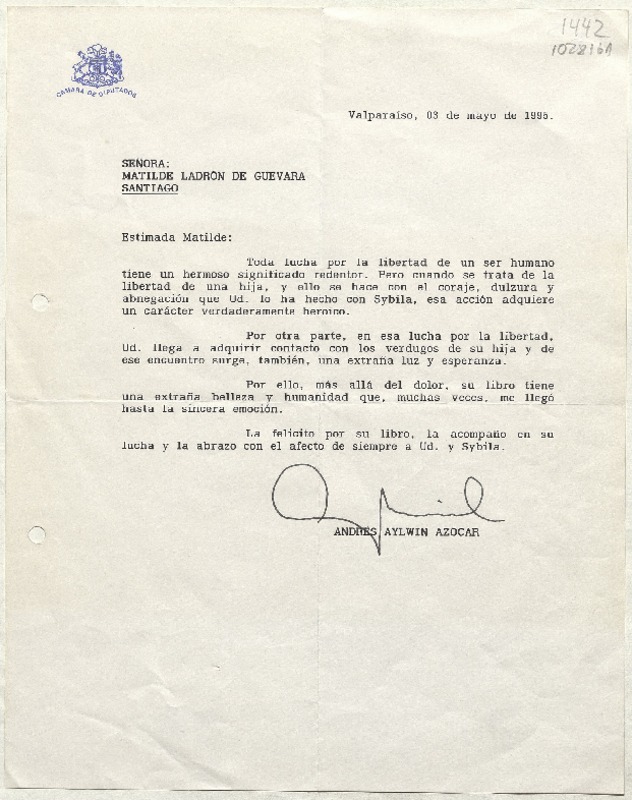 1442
102816A
CAMARA DE DIPUTADOS
Valparaíso, 03 de mayo de 1995.
SEÑORA:
MATILDE LADRÓN DE GUEVARA
SANTIAGO
Estimada Matilde:
Toda lucha por la libertad de un ser humano
tiene un hermoso significado redentor. Pero cuando se trata de la
libertad de una hija, y ello se hace con el coraje, dulzura y
abnegación que Ud. lo ha hecho con Sybila, esa acción adquiere
un carácter verdaderamente heroico.
Por otra parte, en esa lucha por la libertad,
Ud. llega a adquirir contacto con los verdugos de su hija y de
ese encuentro surge, también, una extraña luz y esperanza.
Por ello, más allá del dolor, su libro tiene
una extraña belleza y humanidad que, muchas veces, me llegó
hasta la sincera emoción.
La felicito por su libro, la acompaño en su
lucha y la abrazo con el afecto de siempre a Ud. y Sybila.
ANDRES AYLWIN AZOCAR